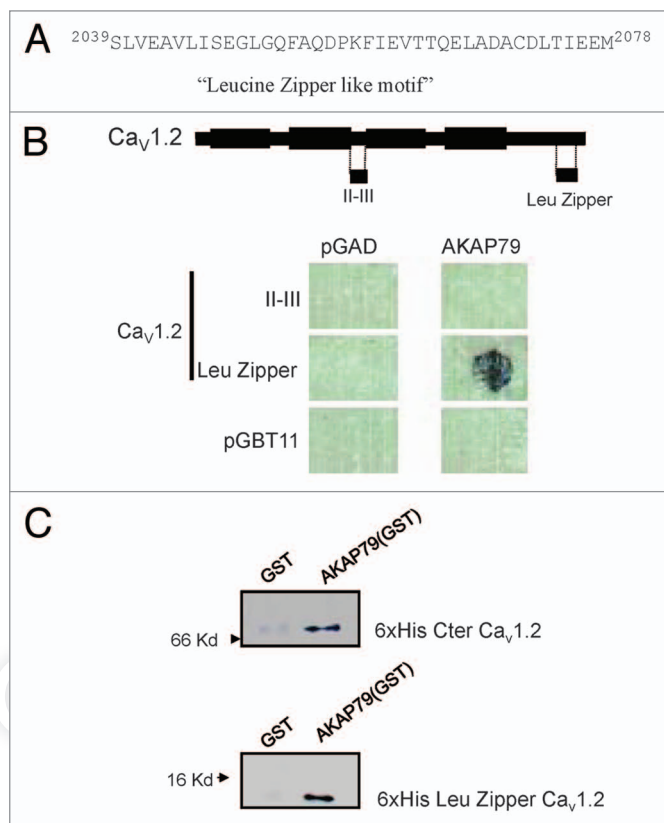 A
2039SLVEAVLISEGLGQFAQDPKFIEVTTQELADACDLTIEEM2078
“Leucine Zipper like motif”
B
CaV1.2
II-III
Leu Zipper
pGAD AKAP79
II-III
CaV1.2
Leu Zipper
pGBT11
C
GST AKAP79(GST)
66 Kd 6xHis Cter CaV1.2
GST AKAP79(GST)
16 Kd 6xHis Leu Zipper CaV1.2